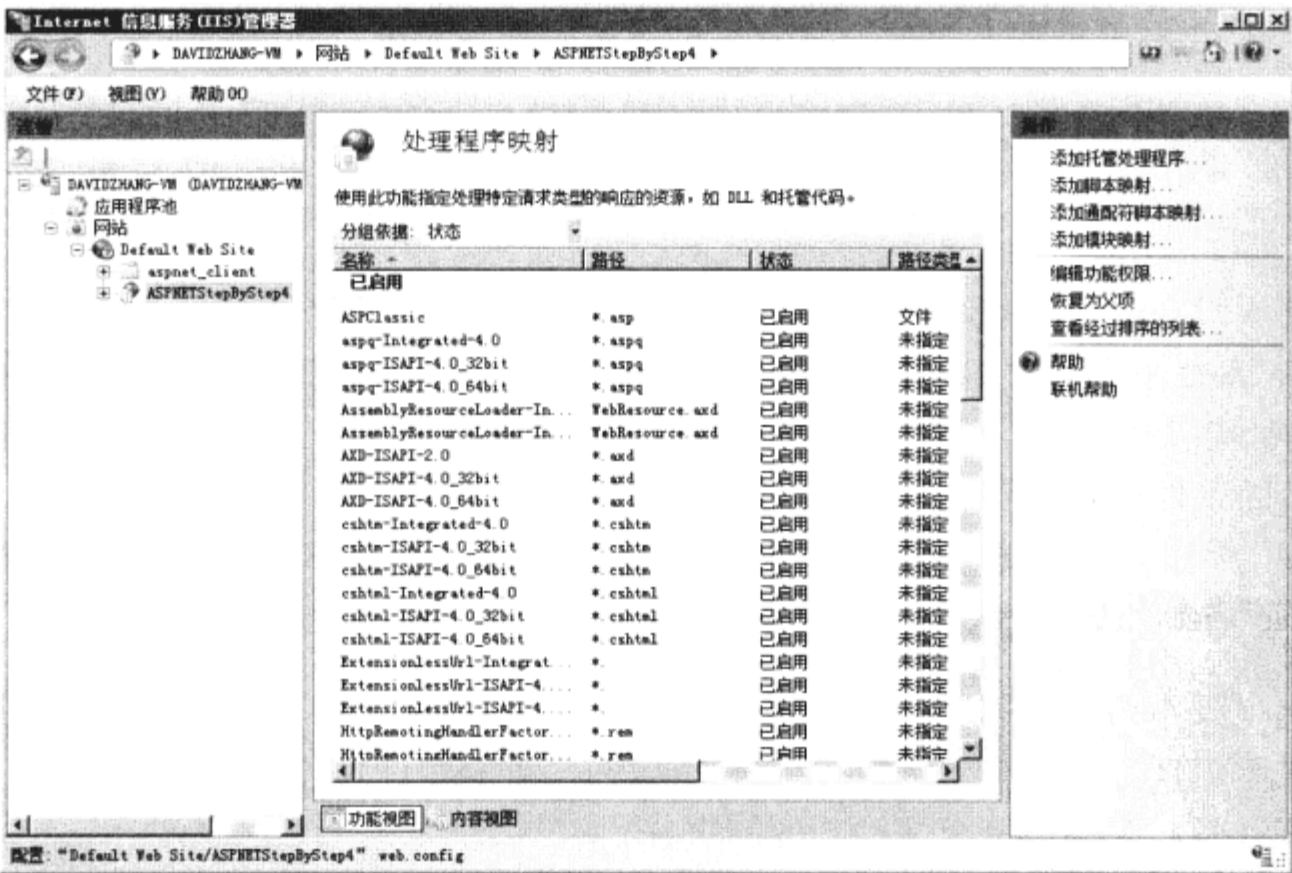 Internet 信息服务(IIS)管理器
DAVIDZHANG-VM ▸ 网站 ▸ Default Web Site ▸ ASPNETStepByStep4 ▸
文件(F) 视图(V) 帮助(H)
连接
DAVIDZHANG-VM (DAVIDZHANG-VM
应用程序池
网站
Default Web Site
aspnet_client
ASPNETStepByStep4
处理程序映射
使用此功能指定处理特定请求类型的响应的资源,如 DLL 和托管代码。
分组依据: 状态
名称 路径 状态 路径类型
已启用
ASPClassic *.asp 已启用 文件
aspq-Integrated-4.0 *.aspq 已启用 未指定
aspq-ISAPI-4.0_32bit *.aspq 已启用 未指定
aspq-ISAPI-4.0_64bit *.aspq 已启用 未指定
AssemblyResourceLoader-In... WebResource.axd 已启用 未指定
AssemblyResourceLoader-In... WebResource.axd 已启用 未指定
AXD-ISAPI-2.0 *.axd 已启用 未指定
AXD-ISAPI-4.0_32bit *.axd 已启用 未指定
AXD-ISAPI-4.0_64bit *.axd 已启用 未指定
cshtm-Integrated-4.0 *.cshtm 已启用 未指定
cshtm-ISAPI-4.0_32bit *.cshtm 已启用 未指定
cshtm-ISAPI-4.0_64bit *.cshtm 已启用 未指定
cshtml-Integrated-4.0 *.cshtml 已启用 未指定
cshtml-ISAPI-4.0_32bit *.cshtml 已启用 未指定
cshtml-ISAPI-4.0_64bit *.cshtml 已启用 未指定
ExtensionlessUrl-Integrat... *. 已启用 未指定
ExtensionlessUrl-ISAPI-4.... *. 已启用 未指定
ExtensionlessUrl-ISAPI-4.... *. 已启用 未指定
HttpRemotingHandlerFactor... *.rem 已启用 未指定
HttpRemotingHandlerFactor... *.rem 已启用 未指定
功能视图 内容视图
操作
添加托管处理程序...
添加脚本映射...
添加通配符脚本映射...
添加模块映射...
编辑功能权限...
恢复为父项
查看经过排序的列表...
帮助
联机帮助
配置:“Default Web Site/ASPNETStepByStep4” web.config